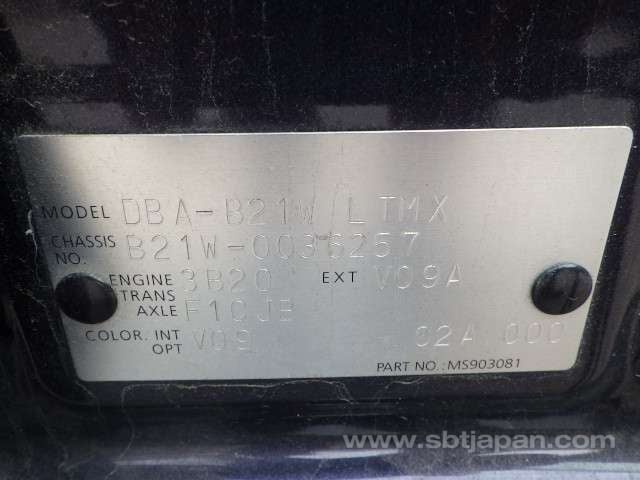 MODEL DBA-B21W LTMX
CHASSIS NO. B21W-0036257
ENGINE 3B20 EXT V09A
TRANS AXLE F1CJB
COLOR. INT OPT V09 02A 000
PART NO.: MS903081
www.sbtjapan.com